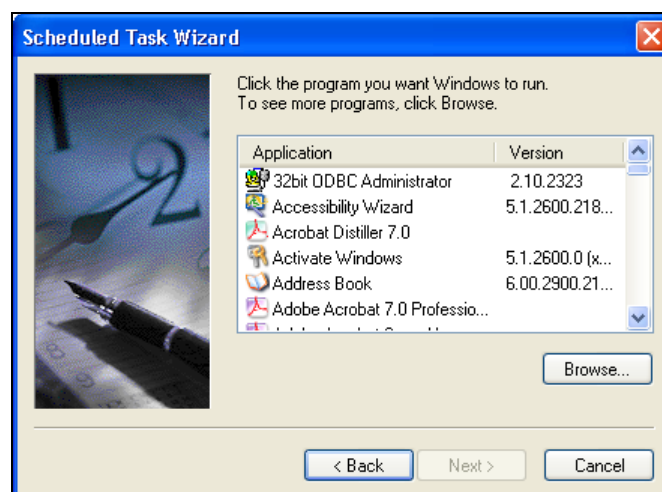 Scheduled Task Wizard
Click the program you want Windows to run.
To see more programs, click Browse.
Application Version
32bit ODBC Administrator 2.10.2323
Accessibility Wizard 5.1.2600.218...
Acrobat Distiller 7.0
Activate Windows 5.1.2600.0 (x...
Address Book 6.00.2900.21...
Adobe Acrobat 7.0 Professio...
Browse...
< Back Next > Cancel